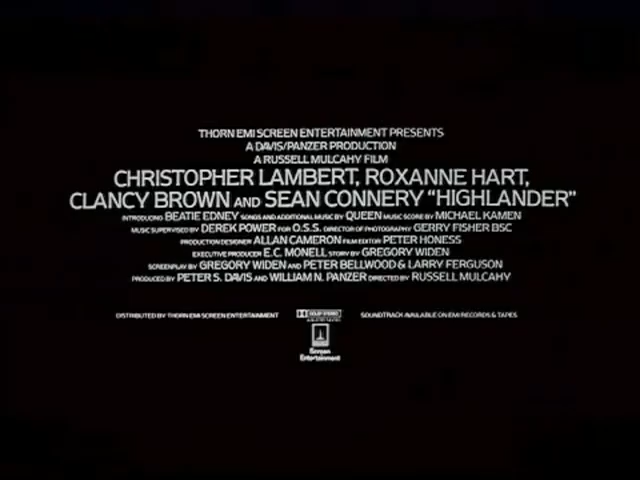 THORN EMI SCREEN ENTERTAINMENT PRESENTS
A DAVIS/PANZER PRODUCTION
A RUSSELL MULCAHY FILM
CHRISTOPHER LAMBERT, ROXANNE HART,
CLANCY BROWN AND SEAN CONNERY "HIGHLANDER"
INTRODUCING BEATIE EDNEY SONGS AND ADDITIONAL MUSIC BY QUEEN MUSIC SCORE BY MICHAEL KAMEN
MUSIC SUPERVISED BY DEREK POWER FOR O.S.S. DIRECTOR OF PHOTOGRAPHY GERRY FISHER BSC
PRODUCTION DESIGNER ALLAN CAMERON FILM EDITOR PETER HONESS
EXECUTIVE PRODUCER E.C. MONELL STORY BY GREGORY WIDEN
SCREENPLAY BY GREGORY WIDEN AND PETER BELLWOOD & LARRY FERGUSON
PRODUCED BY PETER S. DAVIS AND WILLIAM N. PANZER DIRECTED BY RUSSELL MULCAHY
DISTRIBUTED BY THORN EMI SCREEN ENTERTAINMENT
DOLBY STEREO
SOUNDTRACK AVAILABLE ON EMI RECORDS & TAPES
Screen
Entertainment